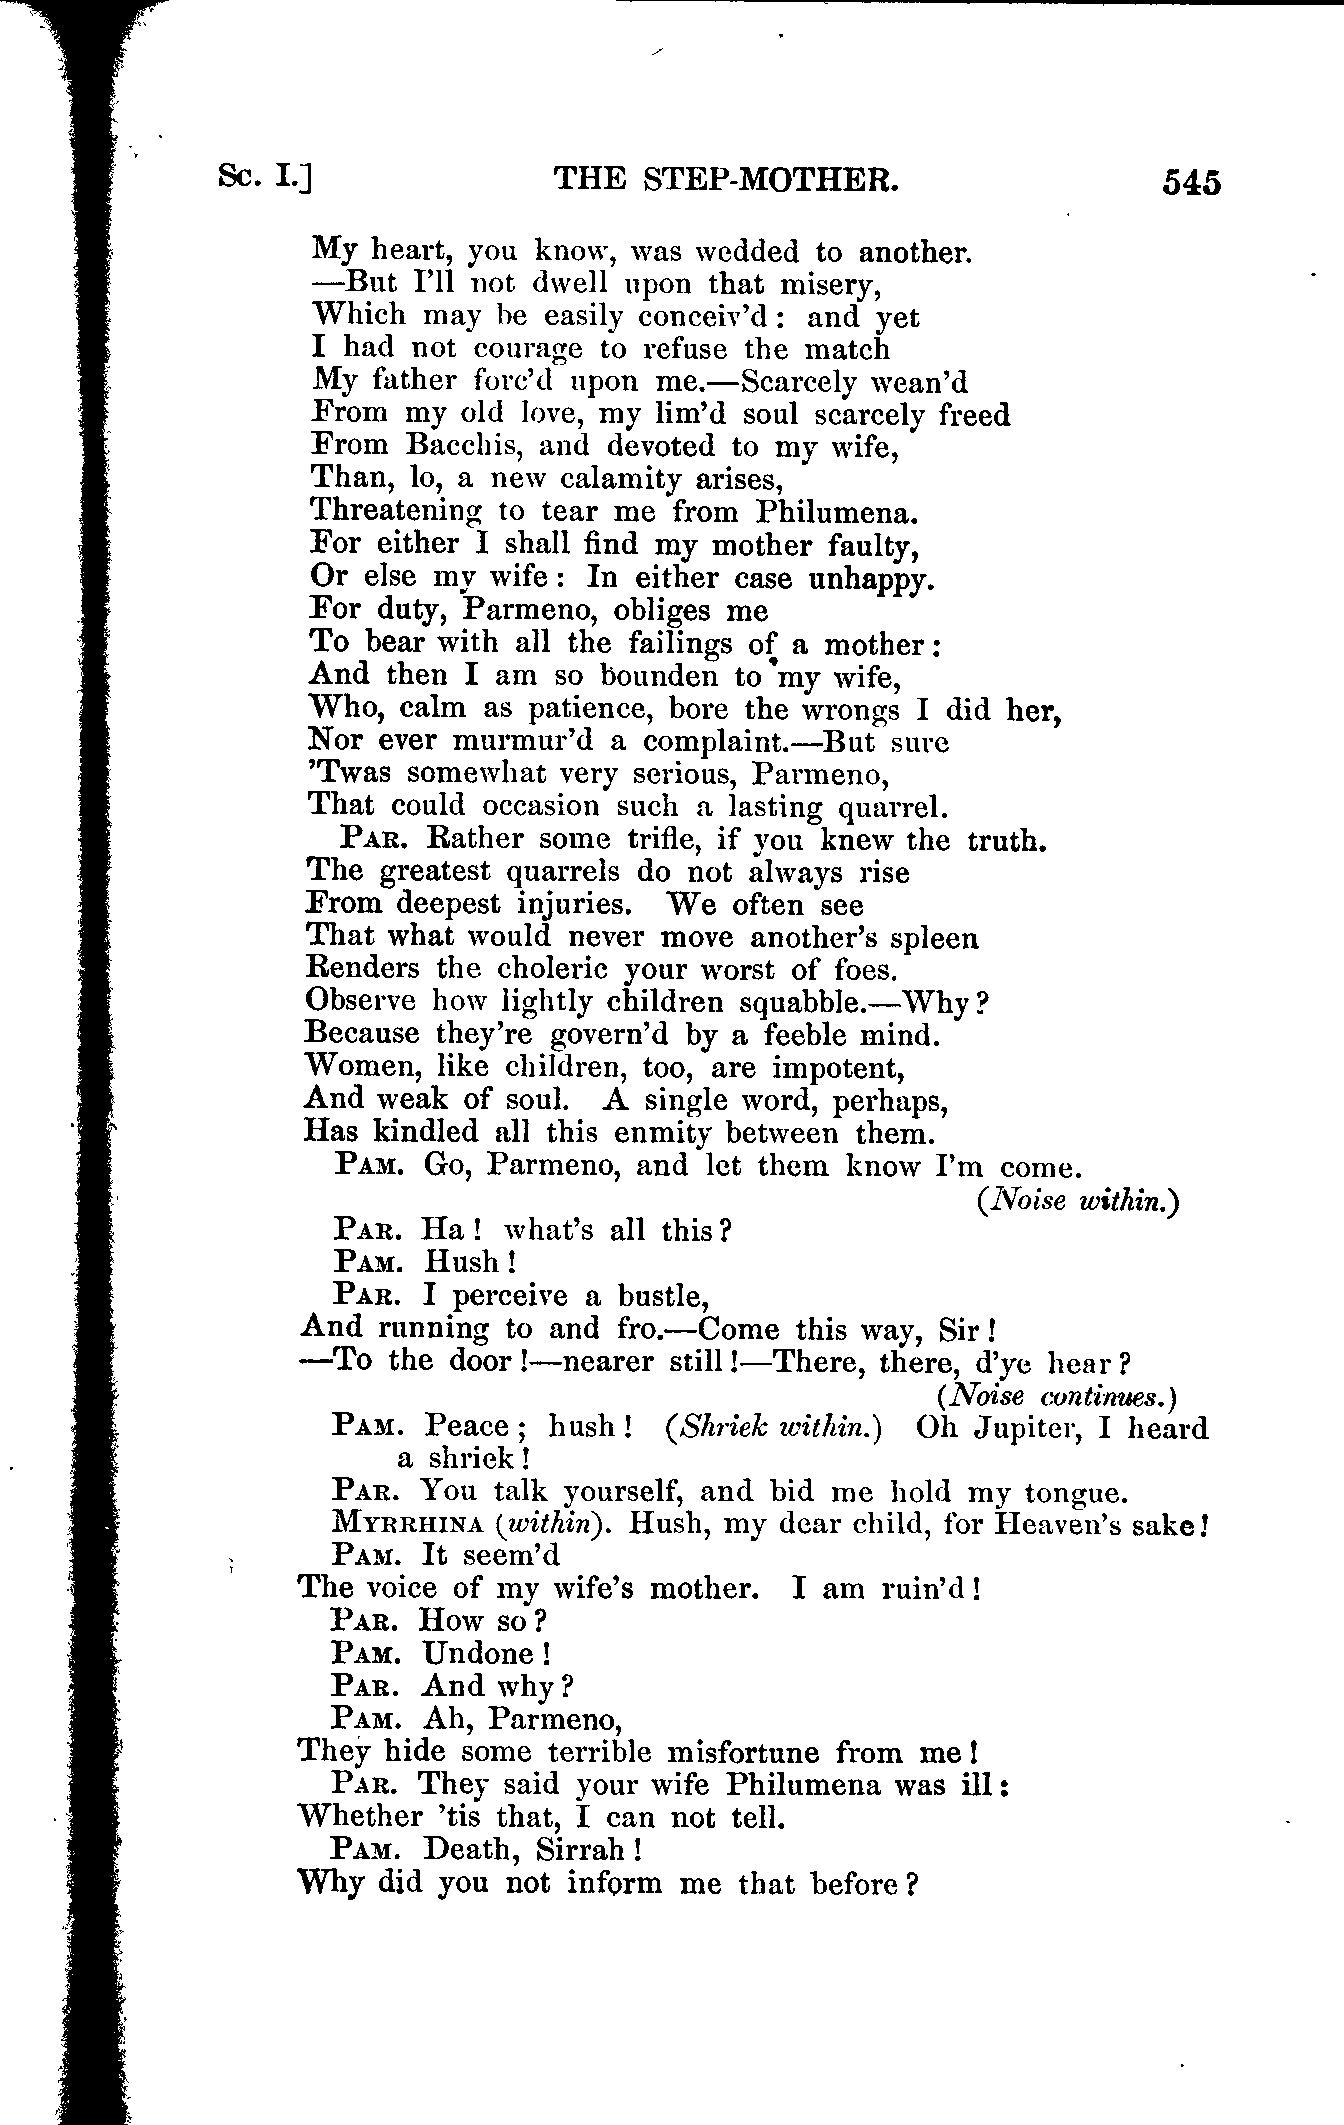 Sc. I.] THE STEP-MOTHER. 545
My heart, you know, was wedded to another.
—But I'll not dwell upon that misery,
Which may be easily conceiv'd : and yet
I had not courage to refuse the match
My father forc'd upon me.—Scarcely wean'd
From my old love, my lim'd soul scarcely freed
From Bacchis, and devoted to my wife,
Than, lo, a new calamity arises,
Threatening to tear me from Philumena.
For either I shall find my mother faulty,
Or else my wife : In either case unhappy.
For duty, Parmeno, obliges me
To bear with all the failings of a mother :
And then I am so bounden to my wife,
Who, calm as patience, bore the wrongs I did her,
Nor ever murmur'd a complaint.—But sure
'Twas somewhat very serious, Parmeno,
That could occasion such a lasting quarrel.
PAR. Rather some trifle, if you knew the truth.
The greatest quarrels do not always rise
From deepest injuries. We often see
That what would never move another's spleen
Renders the choleric your worst of foes.
Observe how lightly children squabble.—Why ?
Because they're govern'd by a feeble mind.
Women, like children, too, are impotent,
And weak of soul. A single word, perhaps,
Has kindled all this enmity between them.
PAM. Go, Parmeno, and let them know I'm come.
(Noise within.)
PAR. Ha ! what's all this ?
PAM. Hush !
PAR. I perceive a bustle,
And running to and fro.—Come this way, Sir !
—To the door !—nearer still !—There, there, d'ye hear ?
(Noise continues.)
PAM. Peace ; hush ! (Shriek within.) Oh Jupiter, I heard
a shriek !
PAR. You talk yourself, and bid me hold my tongue.
MYRRHINA (within). Hush, my dear child, for Heaven's sake !
PAM. It seem'd
The voice of my wife's mother. I am ruin'd !
PAR. How so ?
PAM. Undone !
PAR. And why ?
PAM. Ah, Parmeno,
They hide some terrible misfortune from me !
PAR. They said your wife Philumena was ill :
Whether 'tis that, I can not tell.
PAM. Death, Sirrah !
Why did you not inform me that before ?